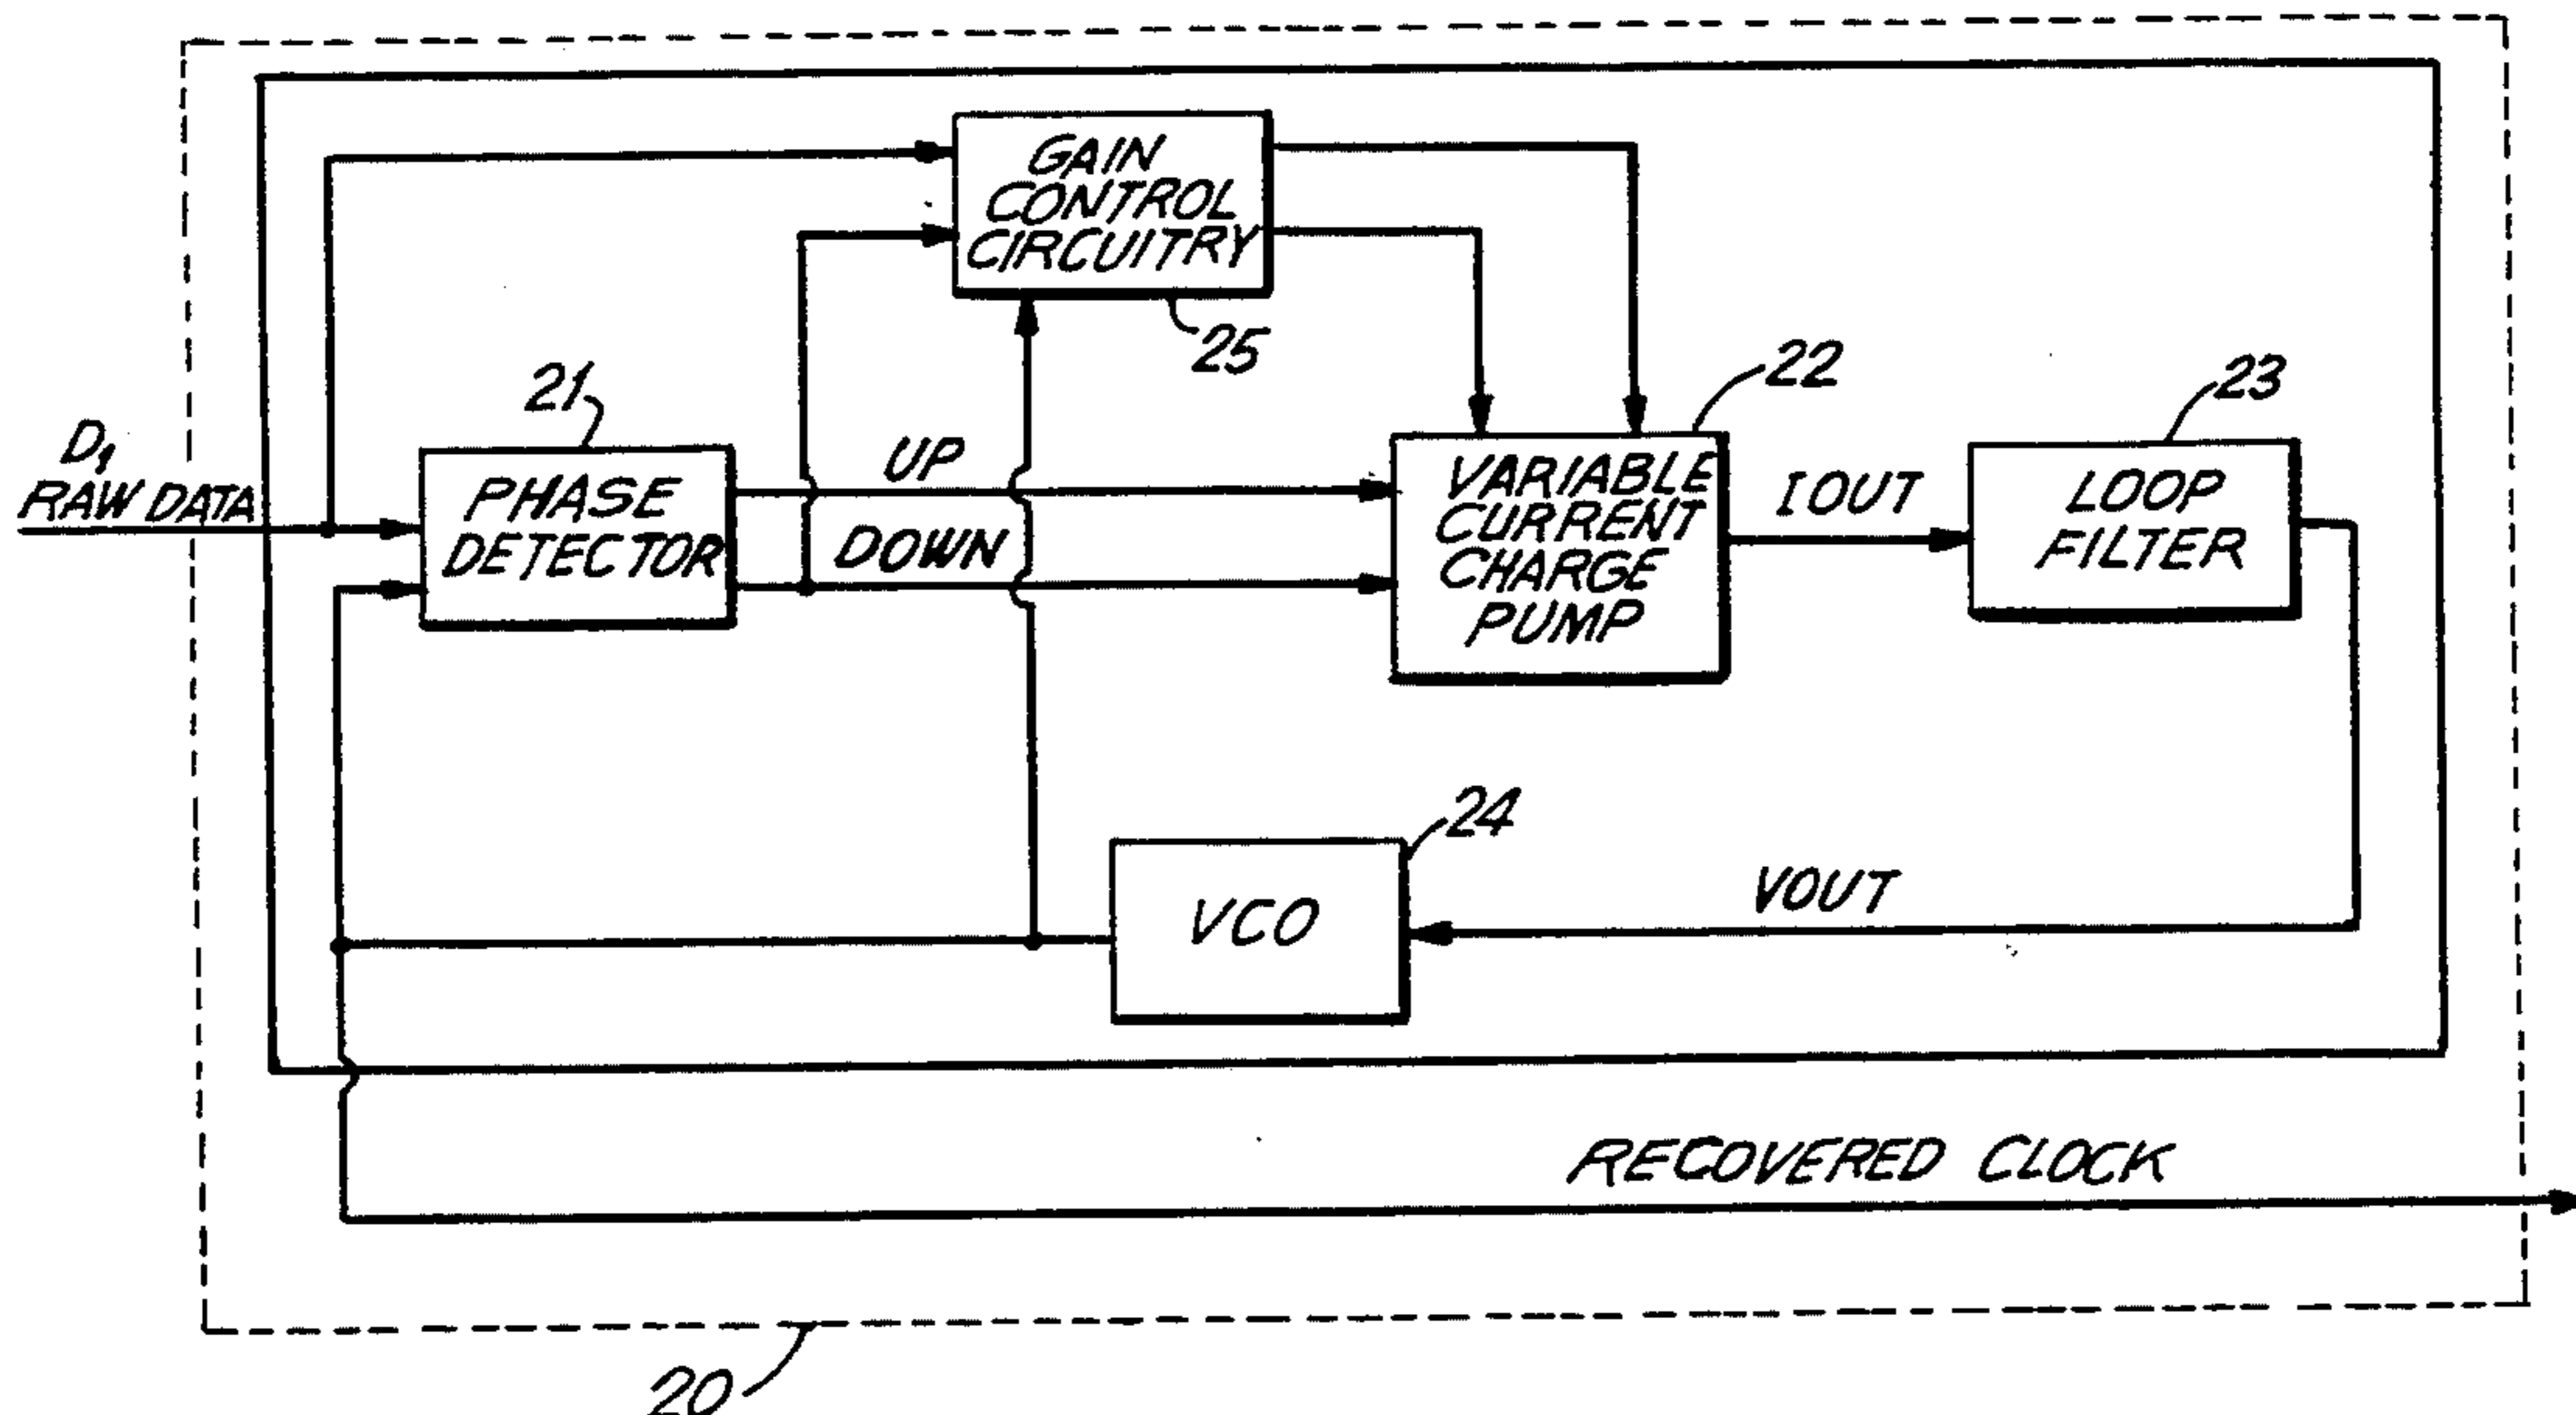 GAIN
CONTROL
CIRCUITRY
25
21
22
23
D1
RAW DATA
PHASE
DETECTOR
UP
DOWN
VARIABLE
CURRENT
CHARGE
PUMP
IOUT
LOOP
FILTER
24
VCO
VOUT
RECOVERED CLOCK
20